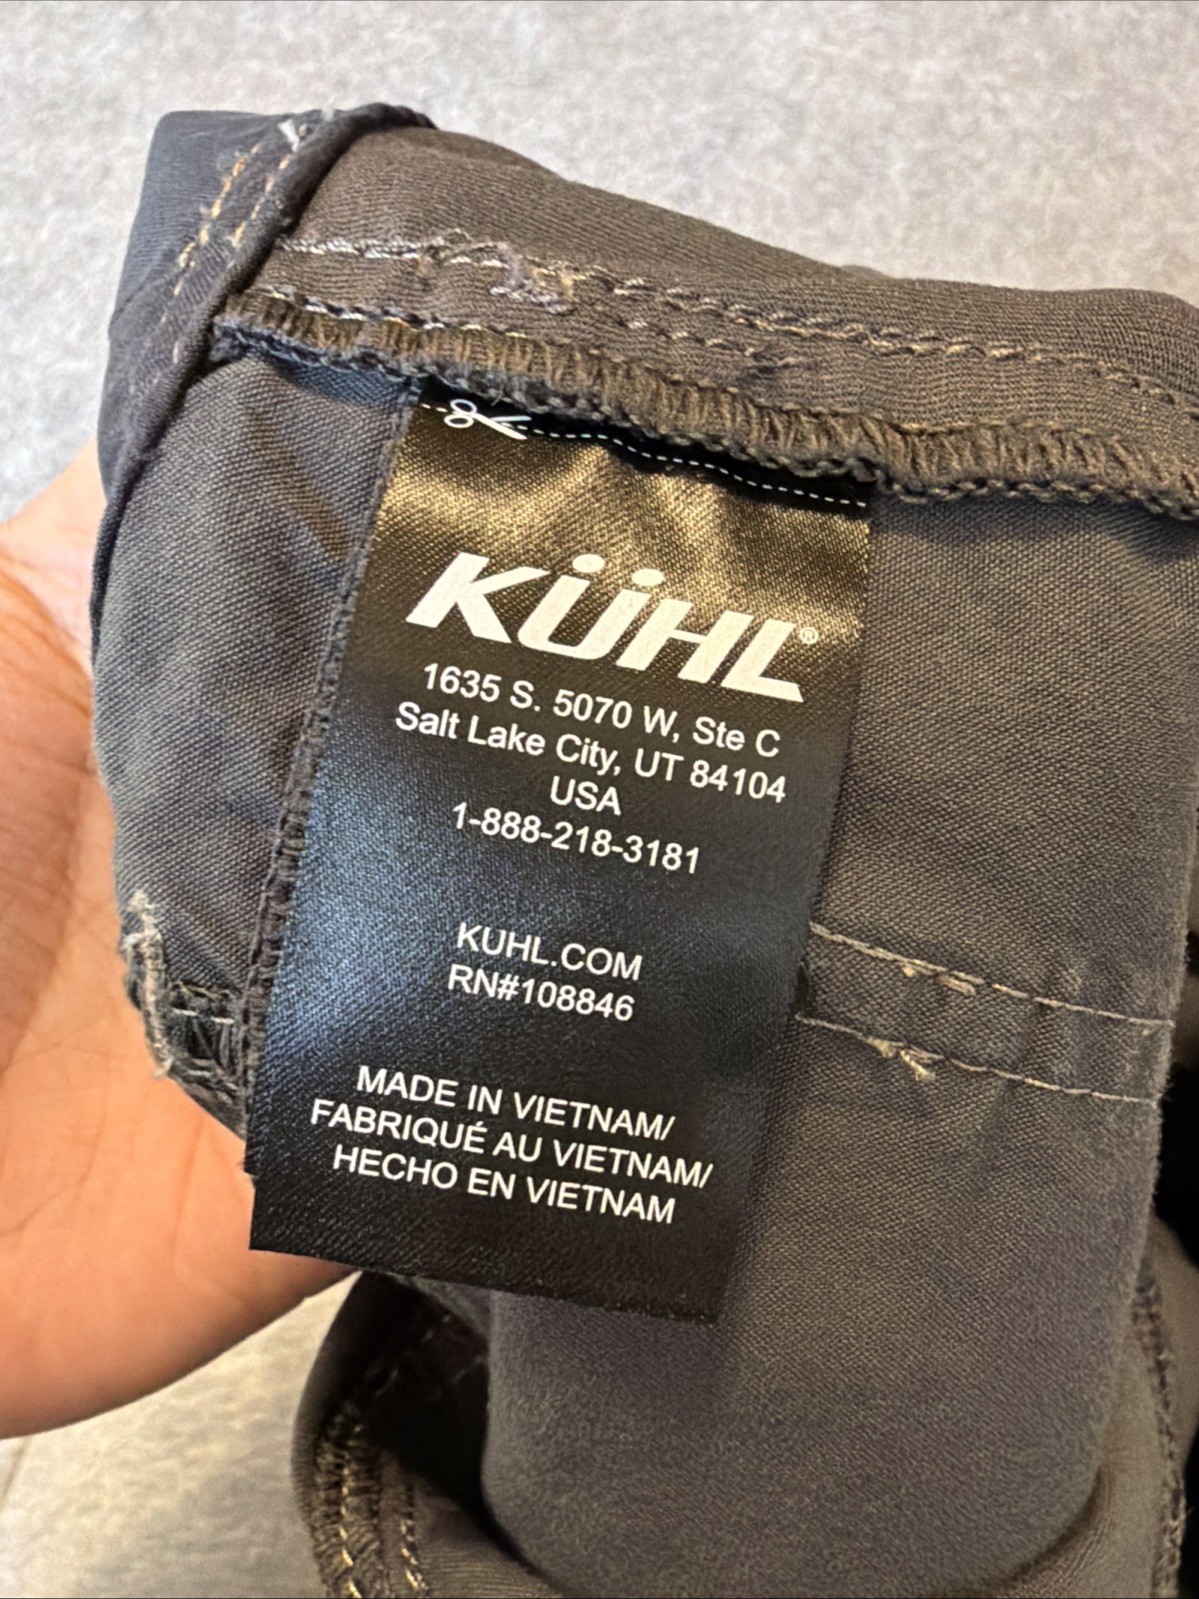 KÜHL®
1635 S. 5070 W, Ste C
Salt Lake City, UT 84104
USA
1-888-218-3181
KUHL.COM
RN#108846
MADE IN VIETNAM/
FABRIQUÉ AU VIETNAM/
HECHO EN VIETNAM